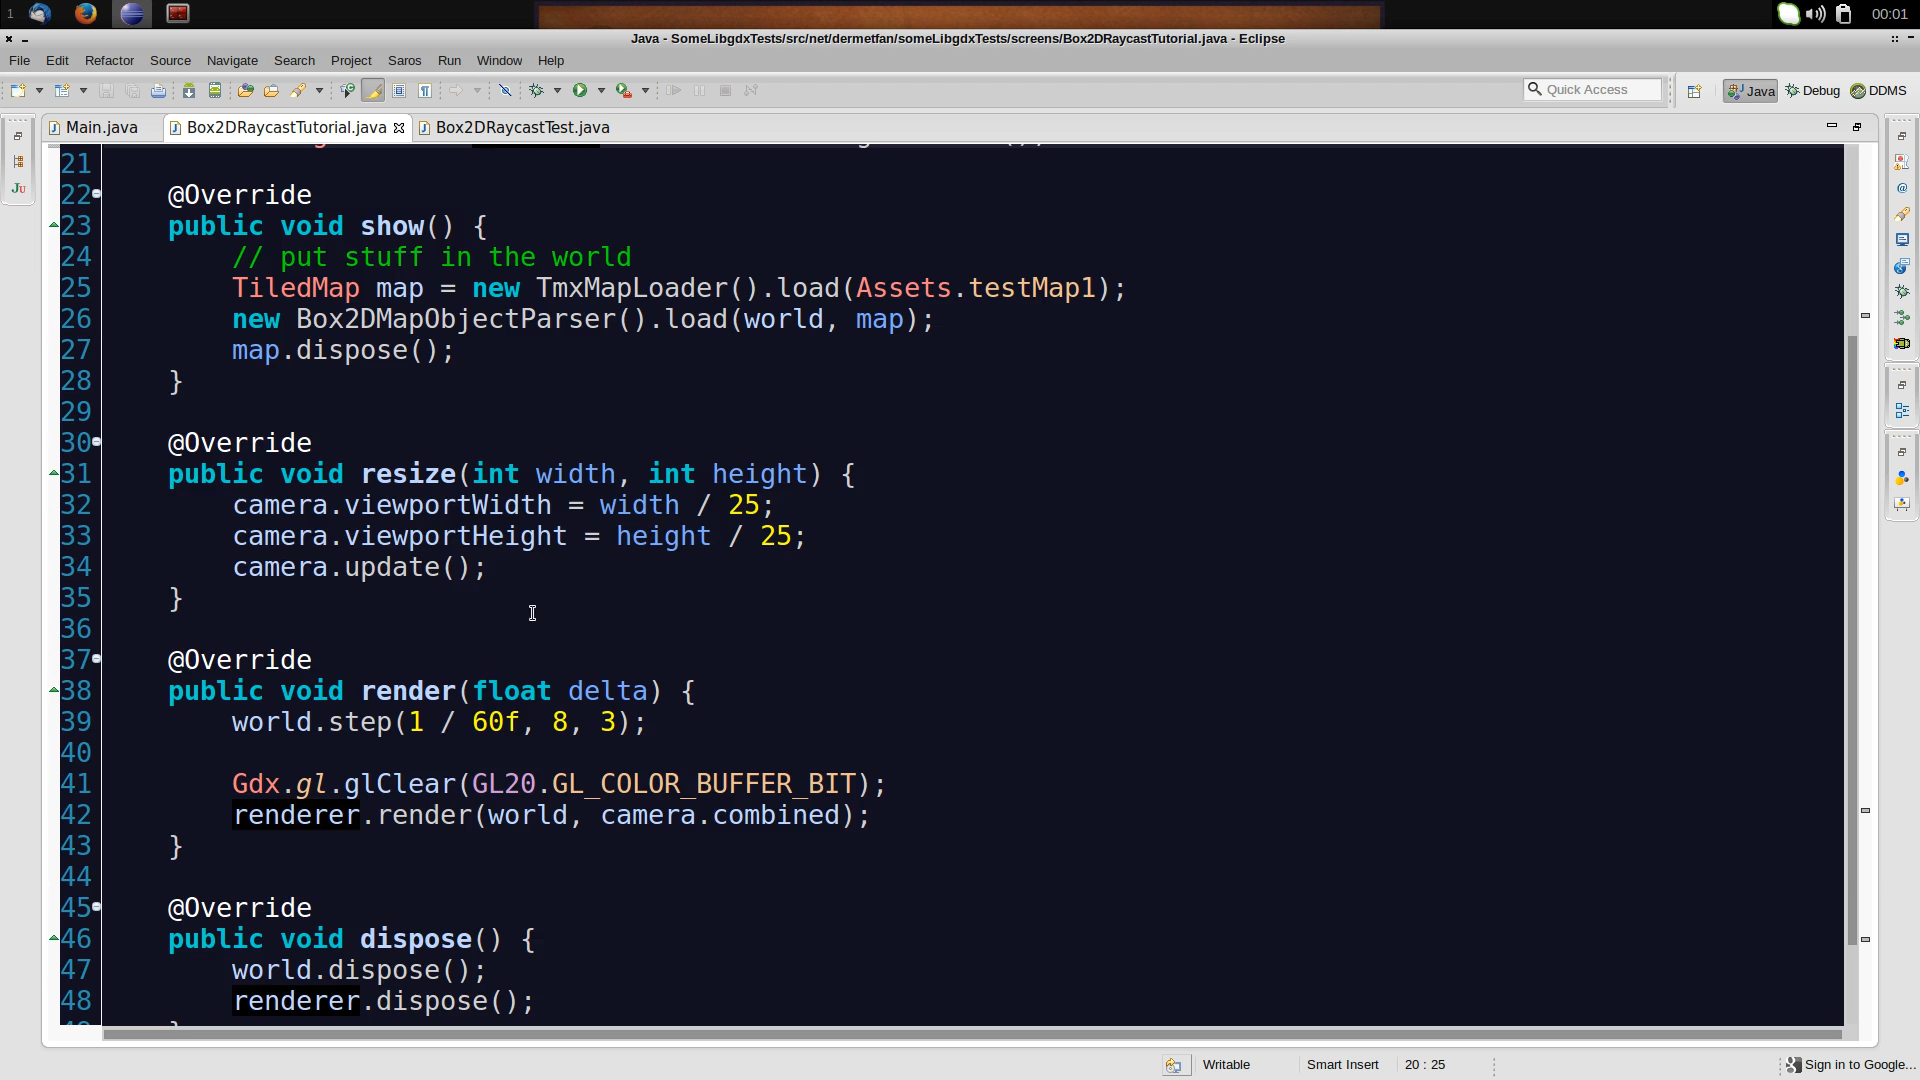 1
00:01
Java - SomeLibgdxTests/src/net/dermetfan/someLibgdxTests/screens/Box2DRaycastTutorial.java - Eclipse
File Edit Refactor Source Navigate Search Project Saros Run Window Help
Quick Access Java Debug DDMS
Main.java Box2DRaycastTutorial.java Box2DRaycastTest.java
21
22 @Override
23 public void show() {
24 // put stuff in the world
25 TiledMap map = new TmxMapLoader().load(Assets.testMap1);
26 new Box2DMapObjectParser().load(world, map);
27 map.dispose();
28 }
29
30 @Override
31 public void resize(int width, int height) {
32 camera.viewportWidth = width / 25;
33 camera.viewportHeight = height / 25;
34 camera.update();
35 }
36
37 @Override
38 public void render(float delta) {
39 world.step(1 / 60f, 8, 3);
40
41 Gdx.gl.glClear(GL20.GL_COLOR_BUFFER_BIT);
42 renderer.render(world, camera.combined);
43 }
44
45 @Override
46 public void dispose() {
47 world.dispose();
48 renderer.dispose();
Writable Smart Insert 20 : 25 Sign in to Google...